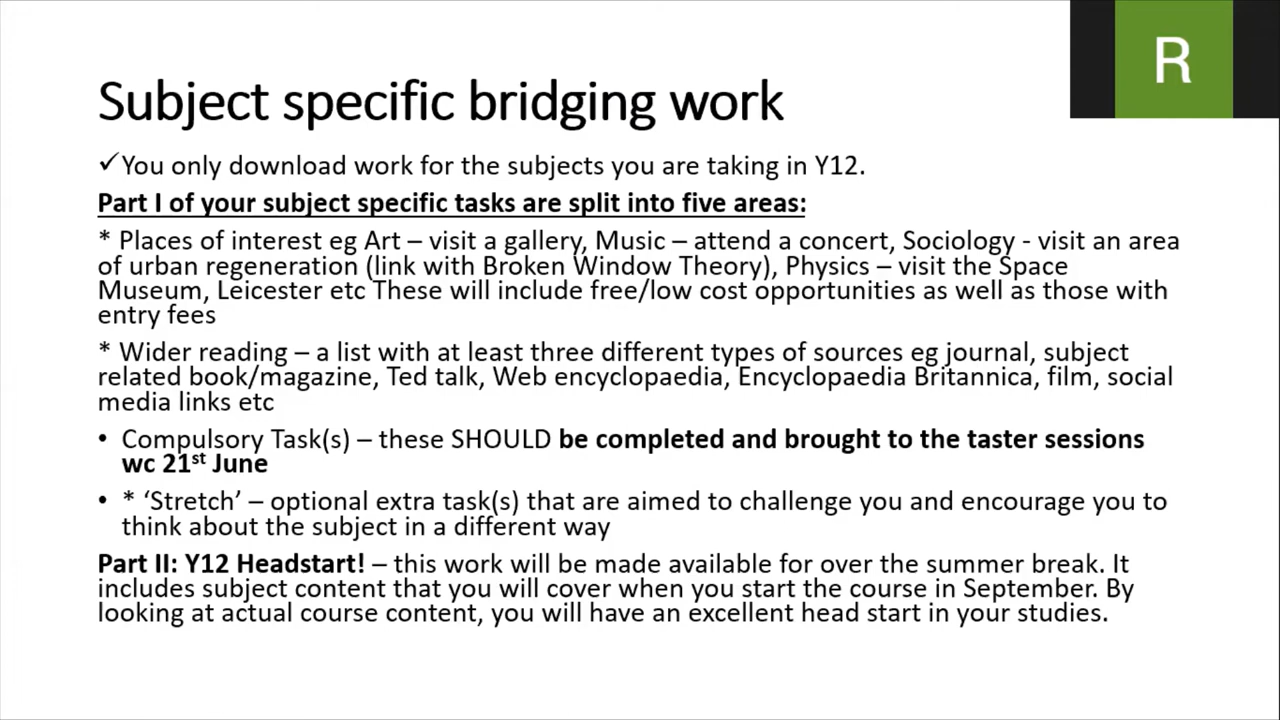 R
Subject specific bridging work
✓You only download work for the subjects you are taking in Y12.
Part I of your subject specific tasks are split into five areas:
* Places of interest eg Art – visit a gallery, Music – attend a concert, Sociology - visit an area
of urban regeneration (link with Broken Window Theory), Physics – visit the Space
Museum, Leicester etc These will include free/low cost opportunities as well as those with
entry fees
* Wider reading – a list with at least three different types of sources eg journal, subject
related book/magazine, Ted talk, Web encyclopaedia, Encyclopaedia Britannica, film, social
media links etc
• Compulsory Task(s) – these SHOULD be completed and brought to the taster sessions
wc 21st June
• * ‘Stretch’ – optional extra task(s) that are aimed to challenge you and encourage you to
think about the subject in a different way
Part II: Y12 Headstart! – this work will be made available for over the summer break. It
includes subject content that you will cover when you start the course in September. By
looking at actual course content, you will have an excellent head start in your studies.